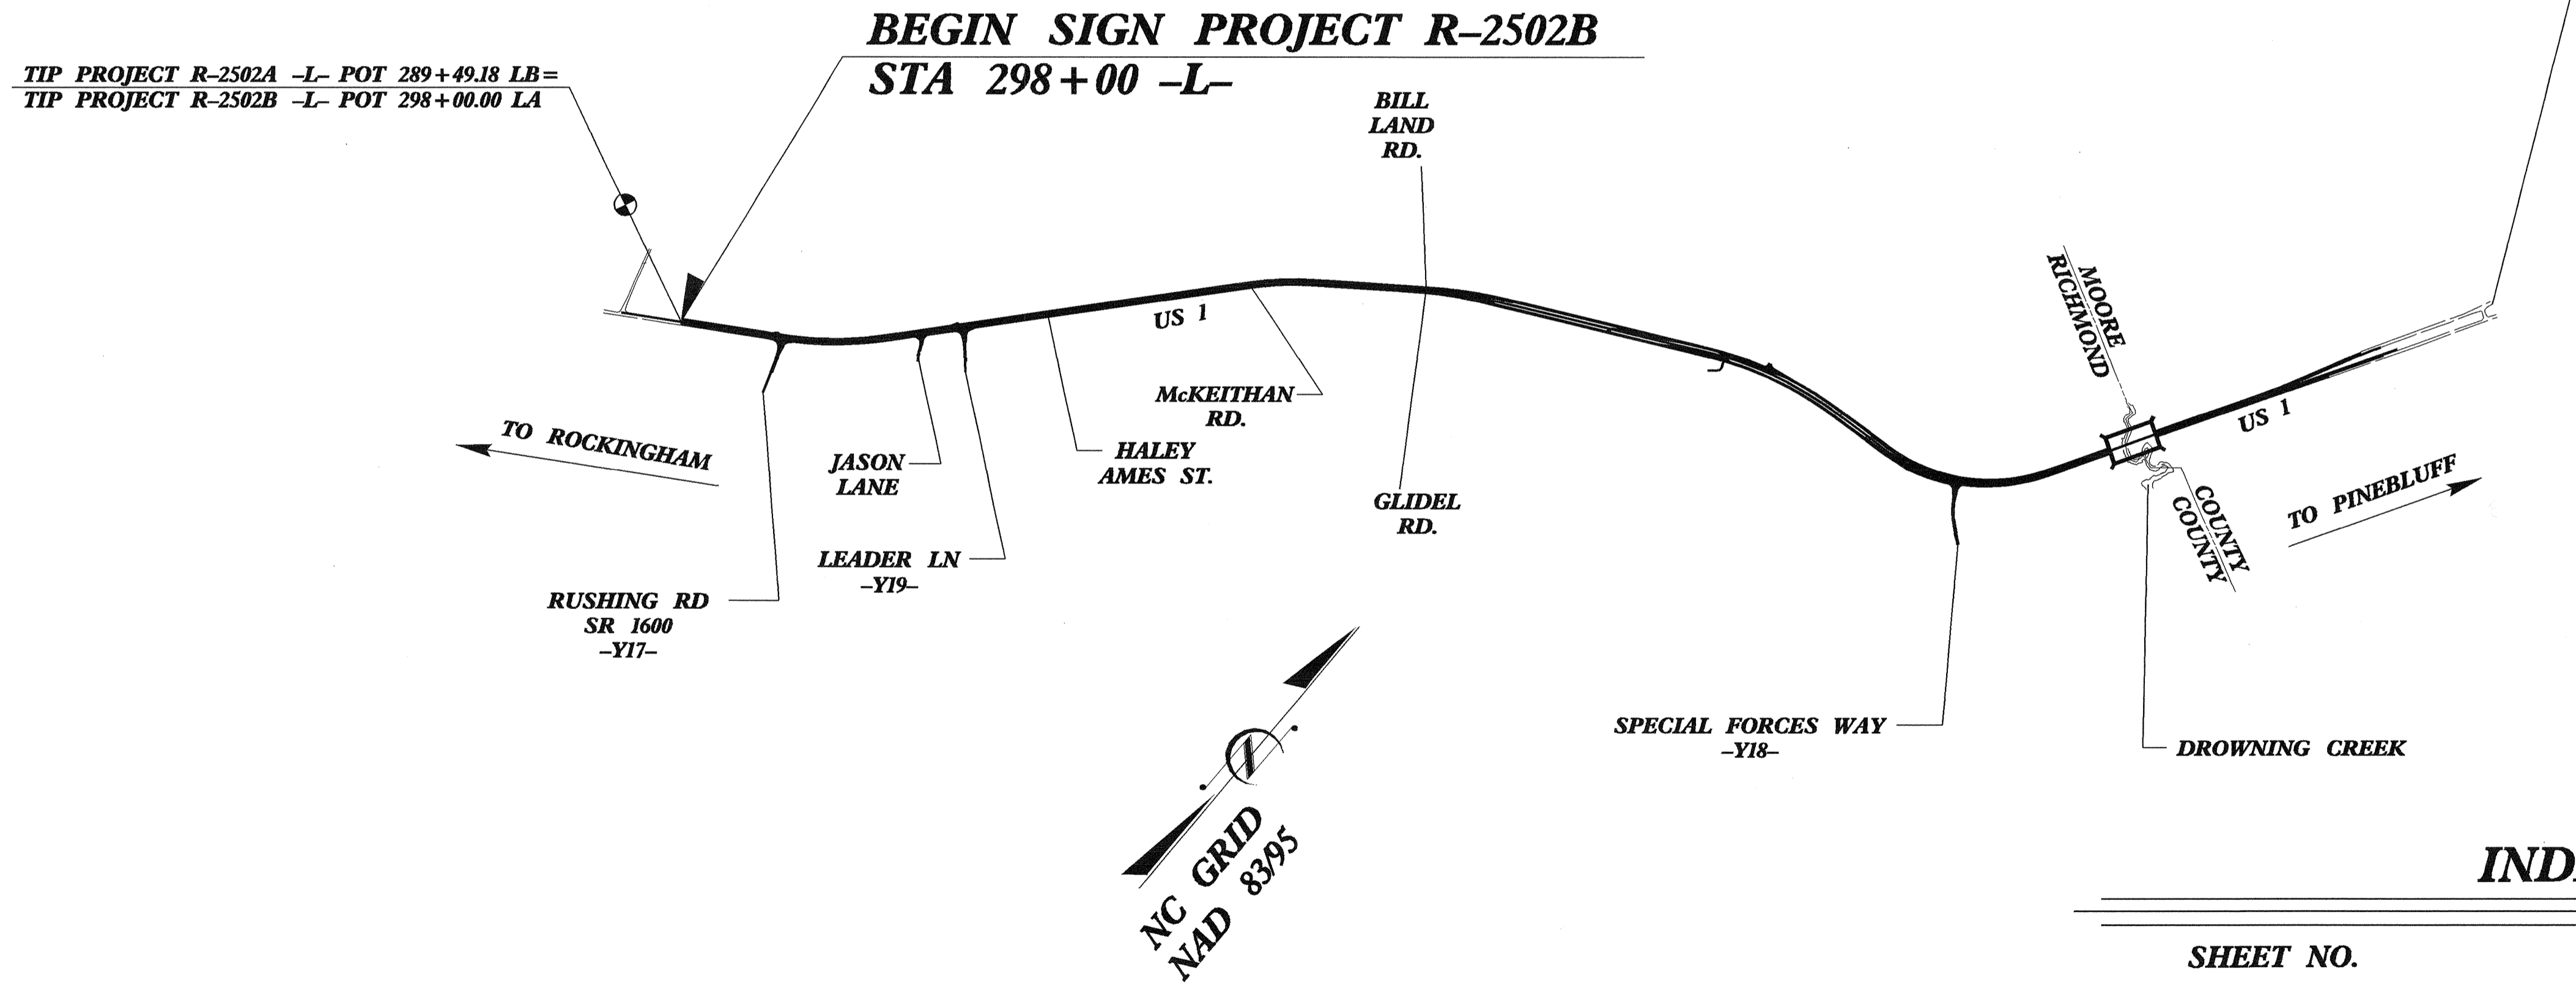 BEGIN SIGN PROJECT R–2502B
STA 298+00 –L–
TIP PROJECT R–2502A –L– POT 289+49.18 LB=
TIP PROJECT R–2502B –L– POT 298+00.00 LA
BILL
LAND
RD.
US 1
McKEITHAN
RD.
MOORE
RICHMOND
TO ROCKINGHAM
JASON
LANE
HALEY
AMES ST.
GLIDEL
RD.
US 1
TO PINEBLUFF
COUNTY
COUNTY
LEADER LN
–Y19–
RUSHING RD
SR 1600
–Y17–
SPECIAL FORCES WAY
–Y18–
DROWNING CREEK
NC GRID
NAD 83/95
SHEET NO.